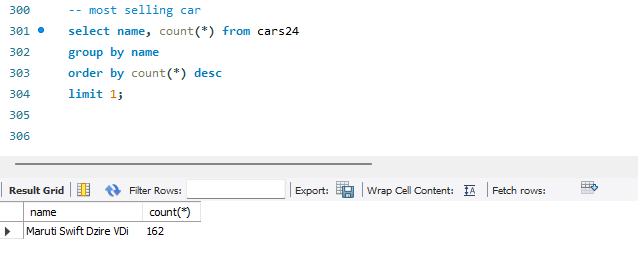 300 -- most selling car
301 select name, count(*) from cars24
302 group by name
303 order by count(*) desc
304 limit 1;
305
306
Result Grid Filter Rows: Export: Wrap Cell Content: Fetch rows:
name count(*)
Maruti Swift Dzire VDi 162